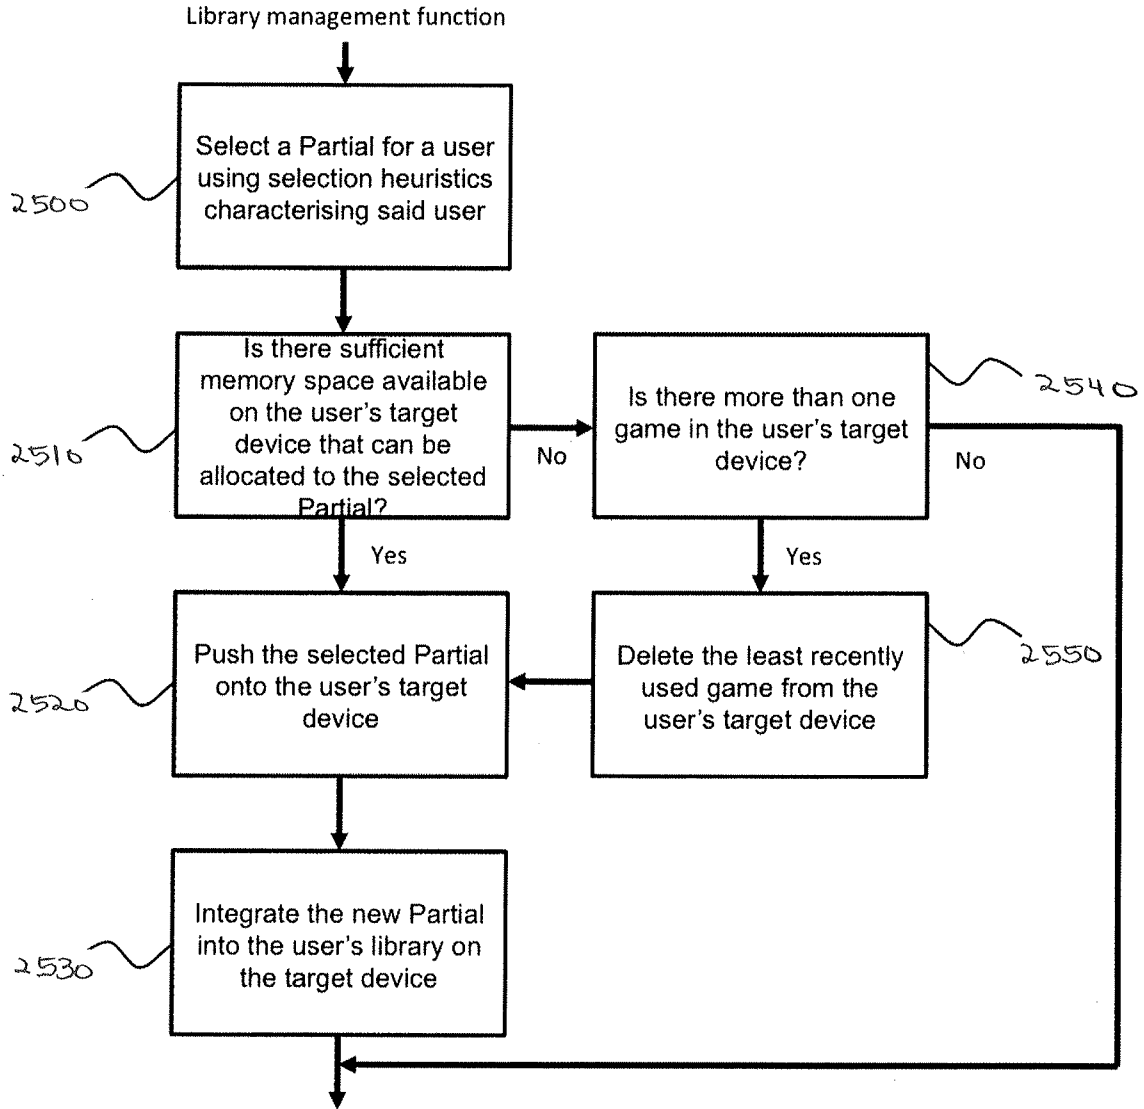 Library management function
Select a Partial for a user
using selection heuristics
characterising said user
2500
Is there sufficient
memory space available
on the user's target
device that can be
allocated to the selected
Partial?
2510
No
Is there more than one
game in the user's target
device?
2540
No
Yes
Yes
Push the selected Partial
onto the user's target
device
2520
Delete the least recently
used game from the
user's target device
2550
Integrate the new Partial
into the user's library on
the target device
2530